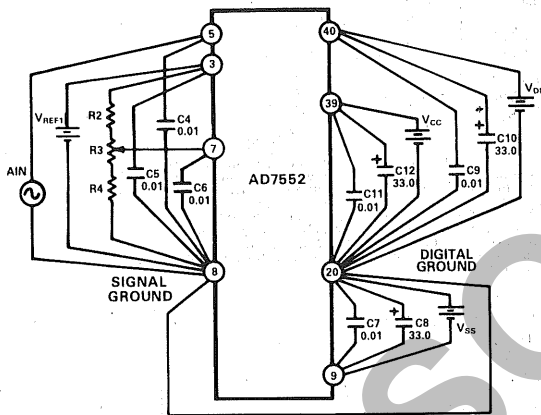 5
40
3
VREF1
R2
C4
0.01
39
VCC
C10
33.0
R3
7
AD7552
C12
33.0
C9
0.01
AIN
R4
C5
0.01
C6
0.01
C11
0.01
8
20
SIGNAL
GROUND
DIGITAL
GROUND
C7
0.01
C8
33.0
VSS
9